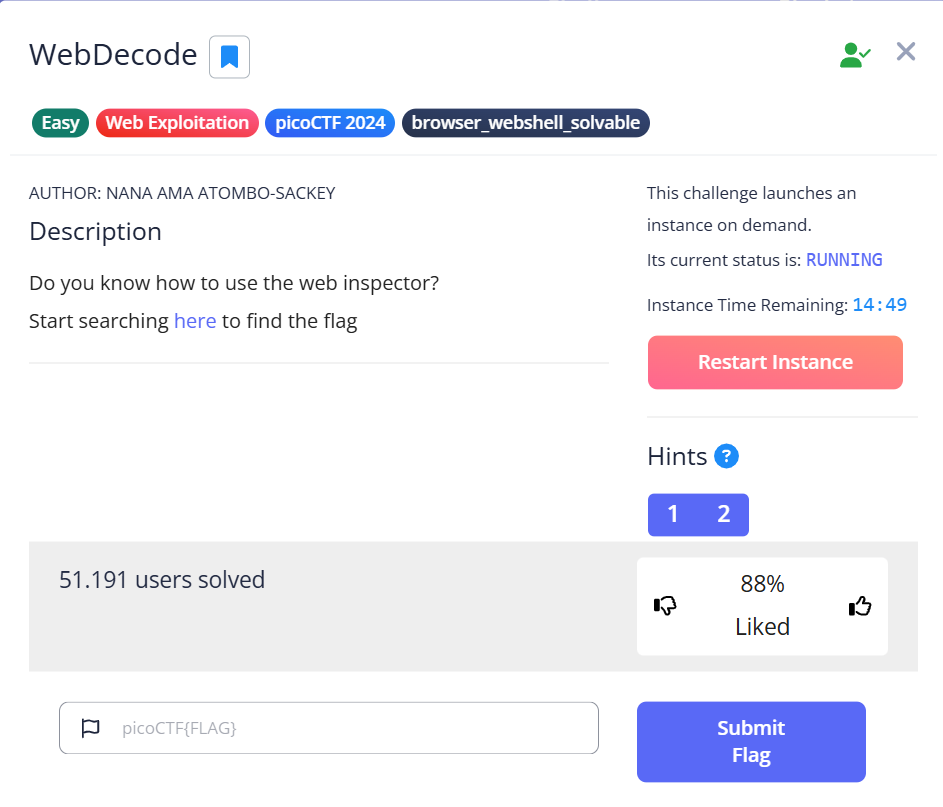 WebDecode
Easy Web Exploitation picoCTF 2024 browser_webshell_solvable
AUTHOR: NANA AMA ATOMBO-SACKEY
Description
Do you know how to use the web inspector?
Start searching here to find the flag
This challenge launches an
instance on demand.
Its current status is: RUNNING
Instance Time Remaining: 14:49
Restart Instance
Hints ?
1 2
51.191 users solved
88%
Liked
picoCTF{FLAG}
Submit
Flag